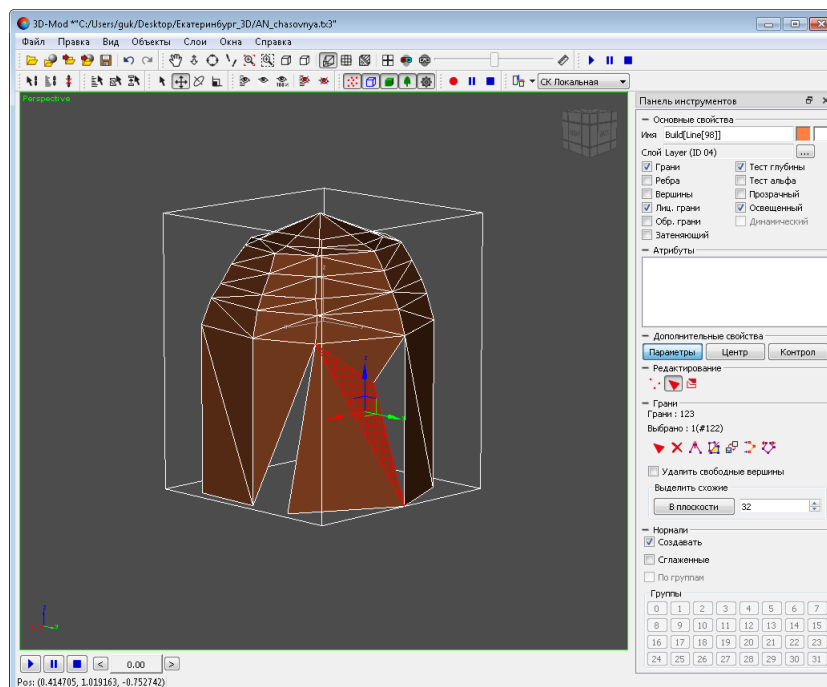 3D-Mod *"C:/Users/guk/Desktop/Екатеринбург_3D/AN_chasovnya.tx3"
Файл Правка Вид Объекты Слои Окна Справка
100%
СК Локальная
Perspective
Панель инструментов
Основные свойства
Имя Build[Line[98]]
Слой Layer (ID 04) ...
Грани Тест глубины
Ребра Тест альфа
Вершины Прозрачный
Лиц. грани Освещенный
Обр. грани Динамический
Затеняющий
Атрибуты
Дополнительные свойства
Параметры Центр Контрол
Редактирование
Грани
Грани : 123
Выбрано : 1(#122)
Удалить свободные вершины
Выделить схожие
В плоскости 32
Нормали
Создавать
Сглаженные
По группам
Группы
0 1 2 3 4 5 6 7
8 9 10 11 12 13 14 15
16 17 18 19 20 21 22 23
24 25 26 27 28 29 30 31
< 0.00 >
Pos: (0.414705, 1.019163, -0.752742)